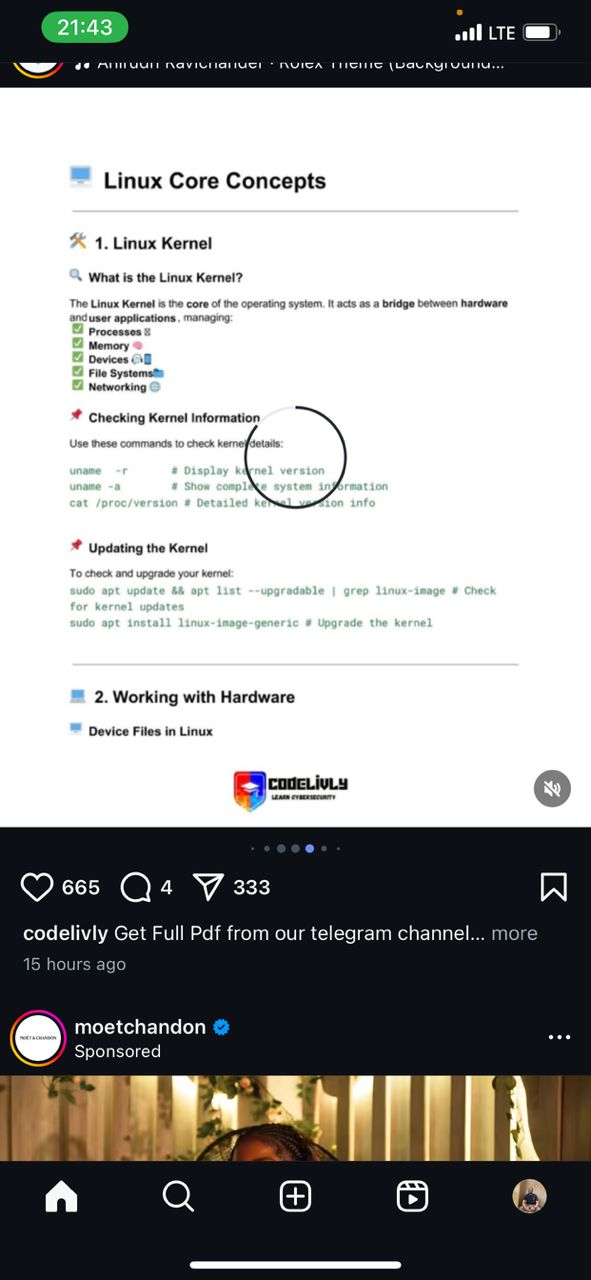 21:43
LTE
Anirudh Ravichander · Rolex Theme (Background...
Linux Core Concepts
1. Linux Kernel
What is the Linux Kernel?
The Linux Kernel is the core of the operating system. It acts as a bridge between hardware
and user applications, managing:
Processes
Memory
Devices
File Systems
Networking
Checking Kernel Information
Use these commands to check kernel details:
uname -r # Display kernel version
uname -a # Show complete system information
cat /proc/version # Detailed kernel version info
Updating the Kernel
To check and upgrade your kernel:
sudo apt update && apt list --upgradable | grep linux-image # Check
for kernel updates
sudo apt install linux-image-generic # Upgrade the kernel
2. Working with Hardware
Device Files in Linux
CODELIVLY
LEARN CYBERSECURITY
665 4 333
codelivly Get Full Pdf from our telegram channel... more
15 hours ago
MOËT & CHANDON
moetchandon
Sponsored